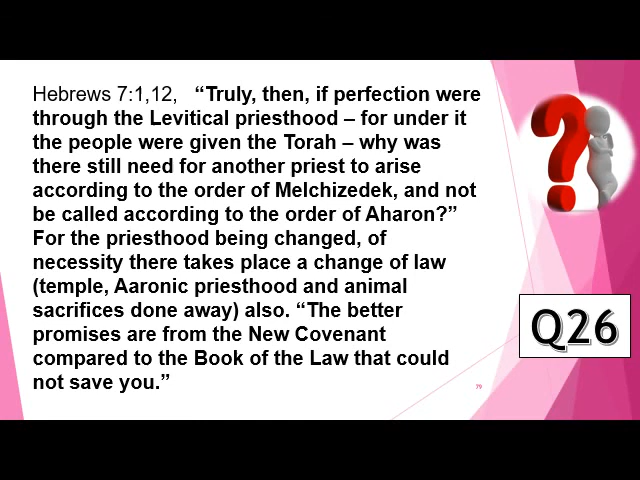 Hebrews 7:1,12, “Truly, then, if perfection were
through the Levitical priesthood – for under it
the people were given the Torah – why was
there still need for another priest to arise
according to the order of Melchizedek, and not
be called according to the order of Aharon?”
For the priesthood being changed, of
necessity there takes place a change of law
(temple, Aaronic priesthood and animal
sacrifices done away) also. “The better
promises are from the New Covenant
compared to the Book of the Law that could
not save you.”
?
Q26
79